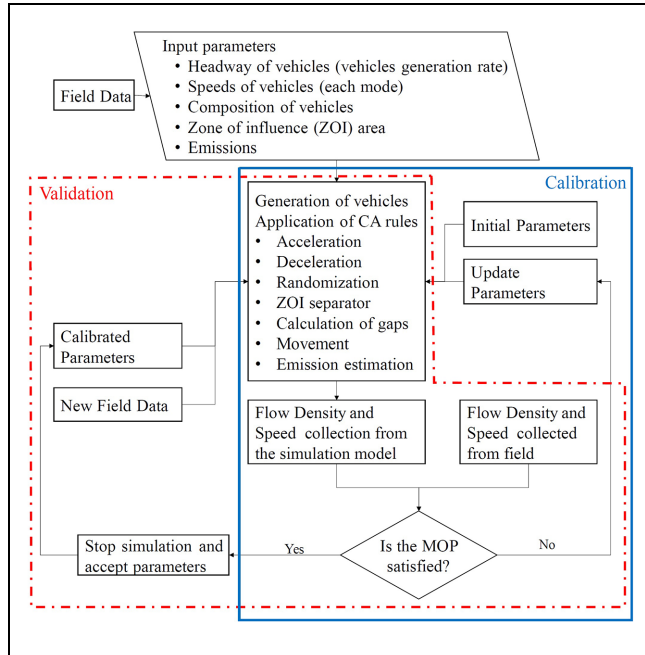 Input parameters
• Headway of vehicles (vehicles generation rate)
• Speeds of vehicles (each mode)
• Composition of vehicles
• Zone of influence (ZOI) area
• Emissions
Field Data
Validation
Calibration
Generation of vehicles
Application of CA rules
• Acceleration
• Deceleration
• Randomization
• ZOI separator
• Calculation of gaps
• Movement
• Emission estimation
Initial Parameters
Update
Parameters
Calibrated
Parameters
New Field Data
Flow Density and
Speed collection from
the simulation model
Flow Density and
Speed collected
from field
Stop simulation and
accept parameters
Yes
Is the MOP
satisfied?
No